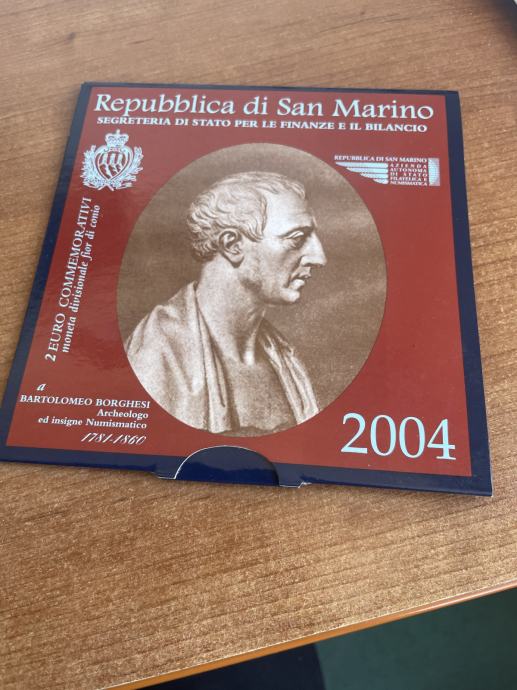 Repubblica di San Marino
SEGRETERIA DI STATO PER LE FINANZE E IL BILANCIO
REPUBBLICA DI SAN MARINO
AZIENDA
AUTONOMA
DI STATO
FILATELICA E
NUMISMATICA
2 EURO COMMEMORATIVI
moneta divisionale fior di conio
a
BARTOLOMEO BORGHESI
Archeologo
ed insigne Numismatico
1781-1860
2004